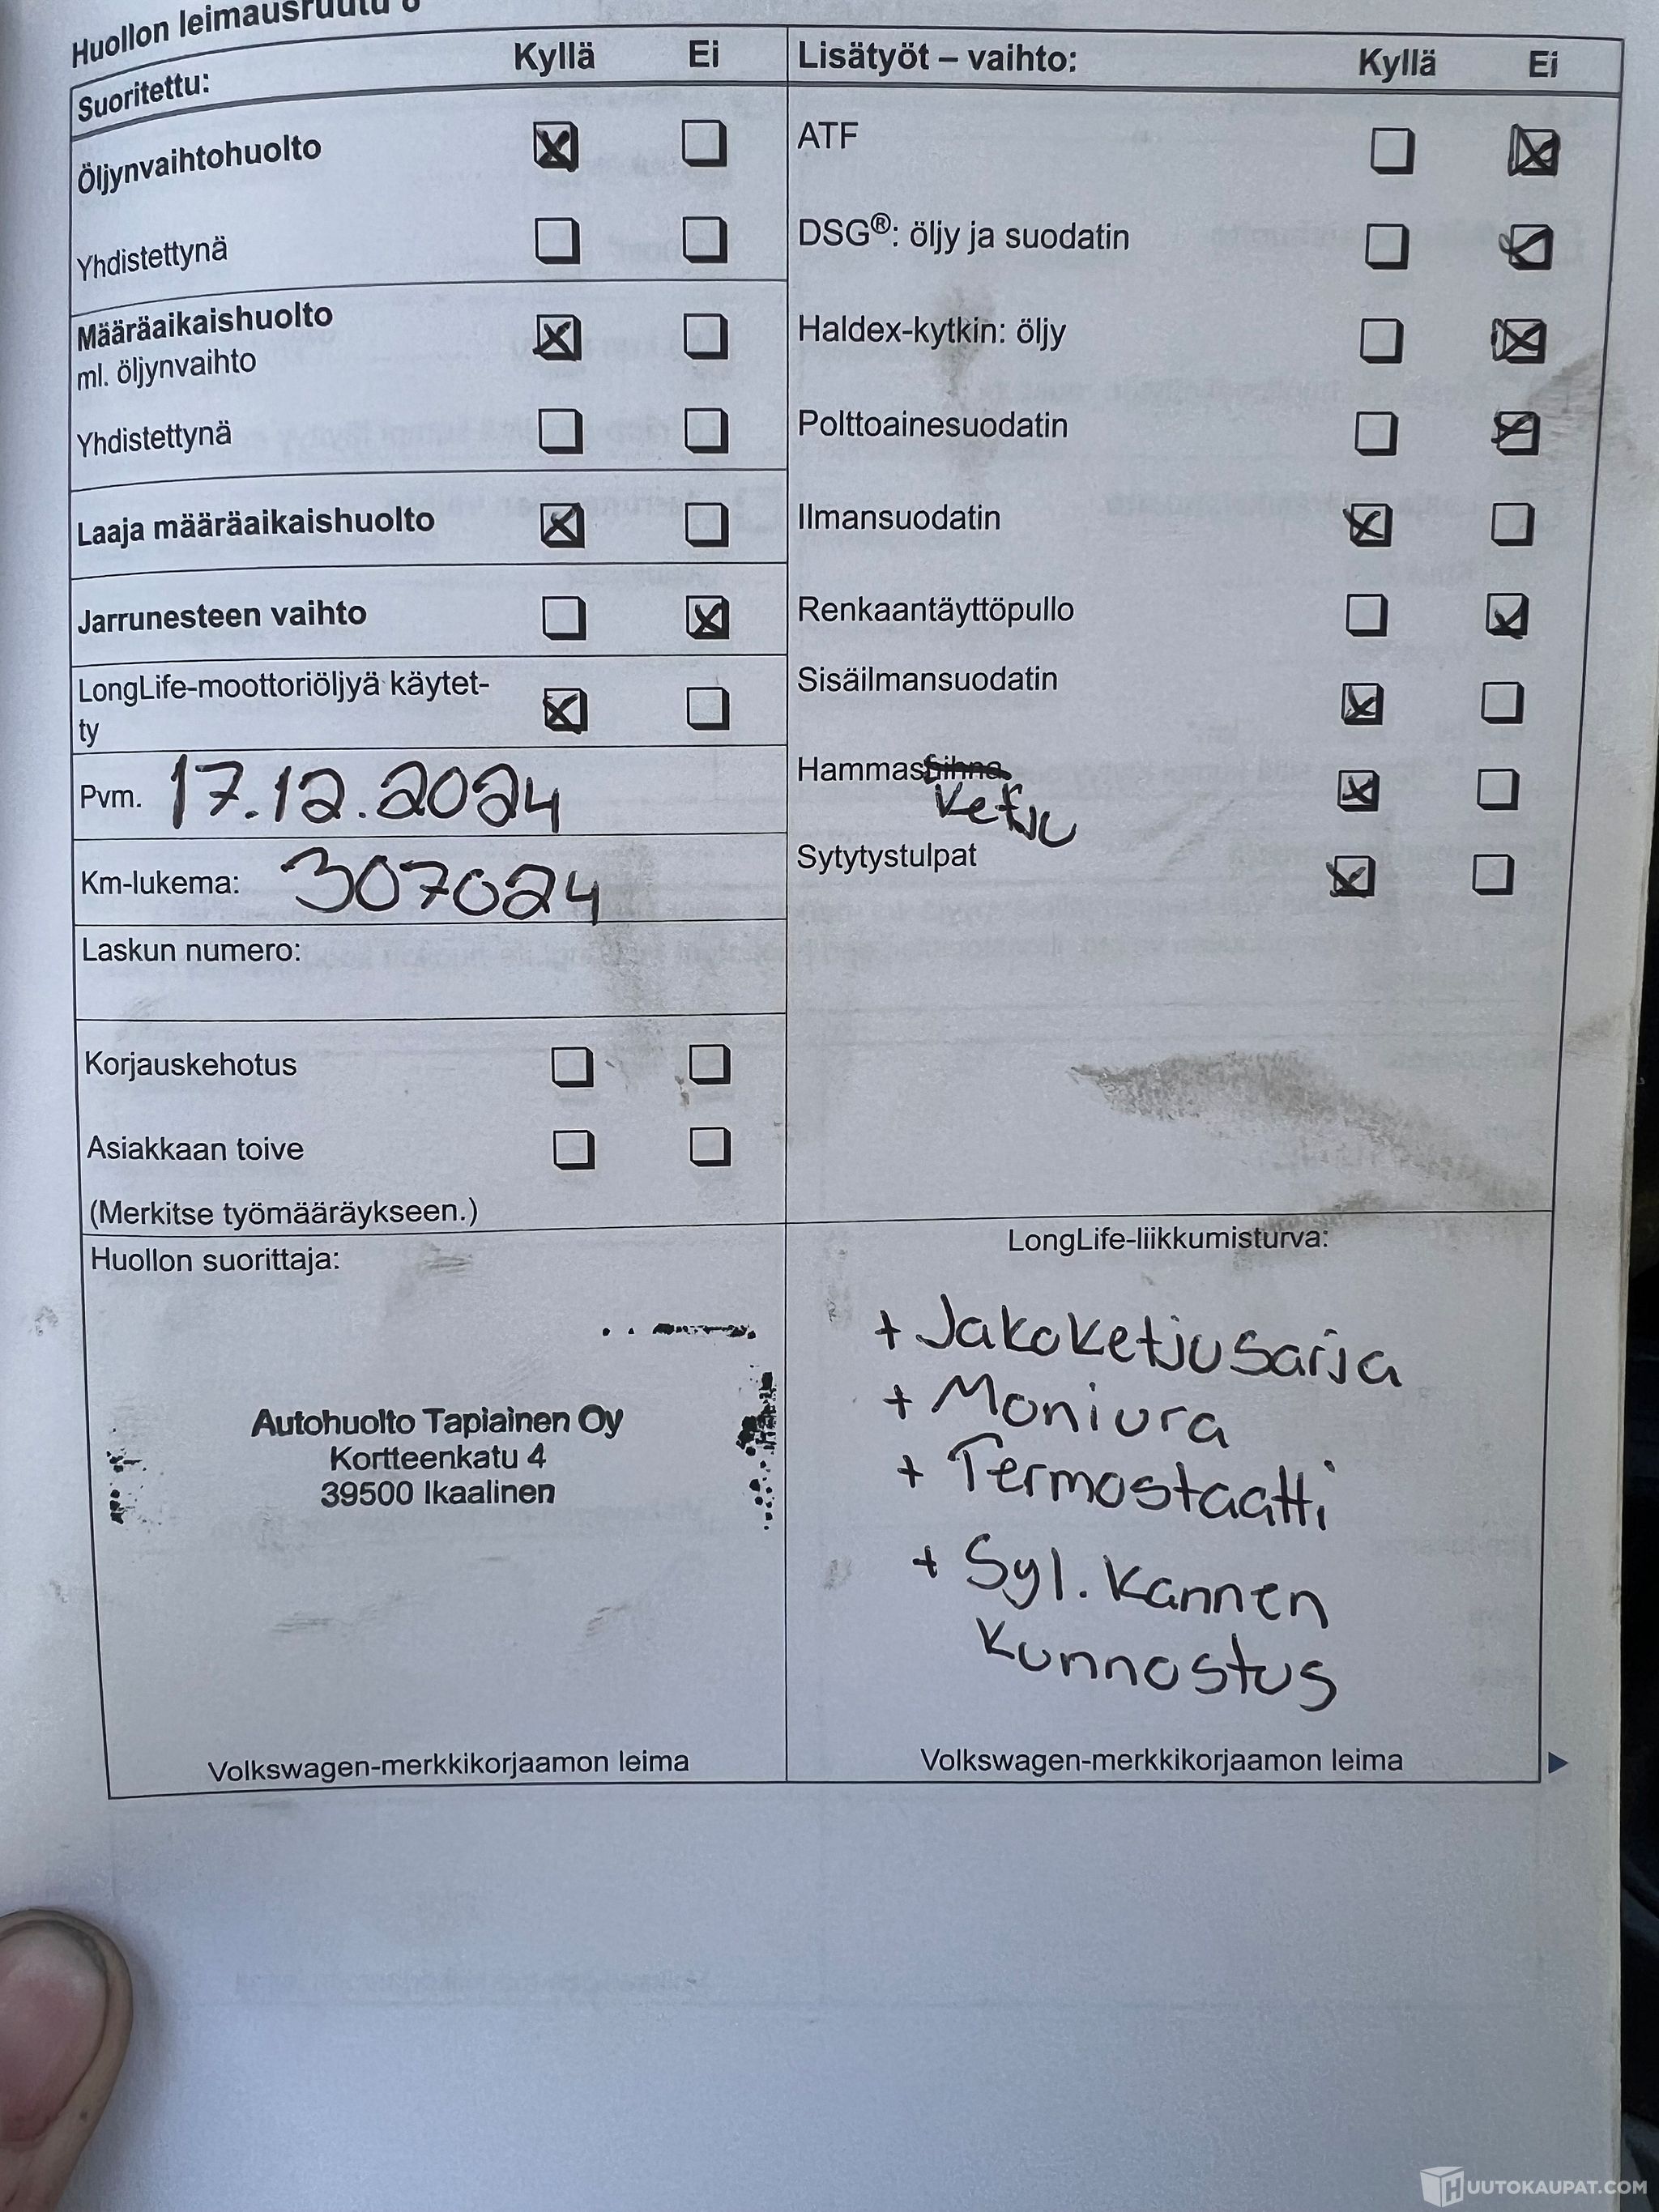 Huollon leimausruutu 8
Suoritettu: Kyllä Ei
Öljynvaihtohuolto
Yhdistettynä
Määräaikaishuolto
ml. öljynvaihto
Yhdistettynä
Laaja määräaikaishuolto
Jarrunesteen vaihto
LongLife-moottoriöljyä käytet-
ty
Pvm. 17.12.2024
Km-lukema: 307024
Laskun numero:
Korjauskehotus
Asiakkaan toive
(Merkitse työmääräykseen.)
Huollon suorittaja:
Autohuolto Tapiainen Oy
Kortteenkatu 4
39500 Ikaalinen
Volkswagen-merkkikorjaamon leima
Lisätyöt – vaihto: Kyllä Ei
ATF
DSG®: öljy ja suodatin
Haldex-kytkin: öljy
Polttoainesuodatin
Ilmansuodatin
Renkaantäyttöpullo
Sisäilmansuodatin
Hammashihna
Ketju
Sytytystulpat
LongLife-liikkumisturva:
+ Jakoketjusarja
+ Moniura
+ Termostaatti
+ Syl. kannen
kunnostus
Volkswagen-merkkikorjaamon leima
HUUTOKAUPAT.COM